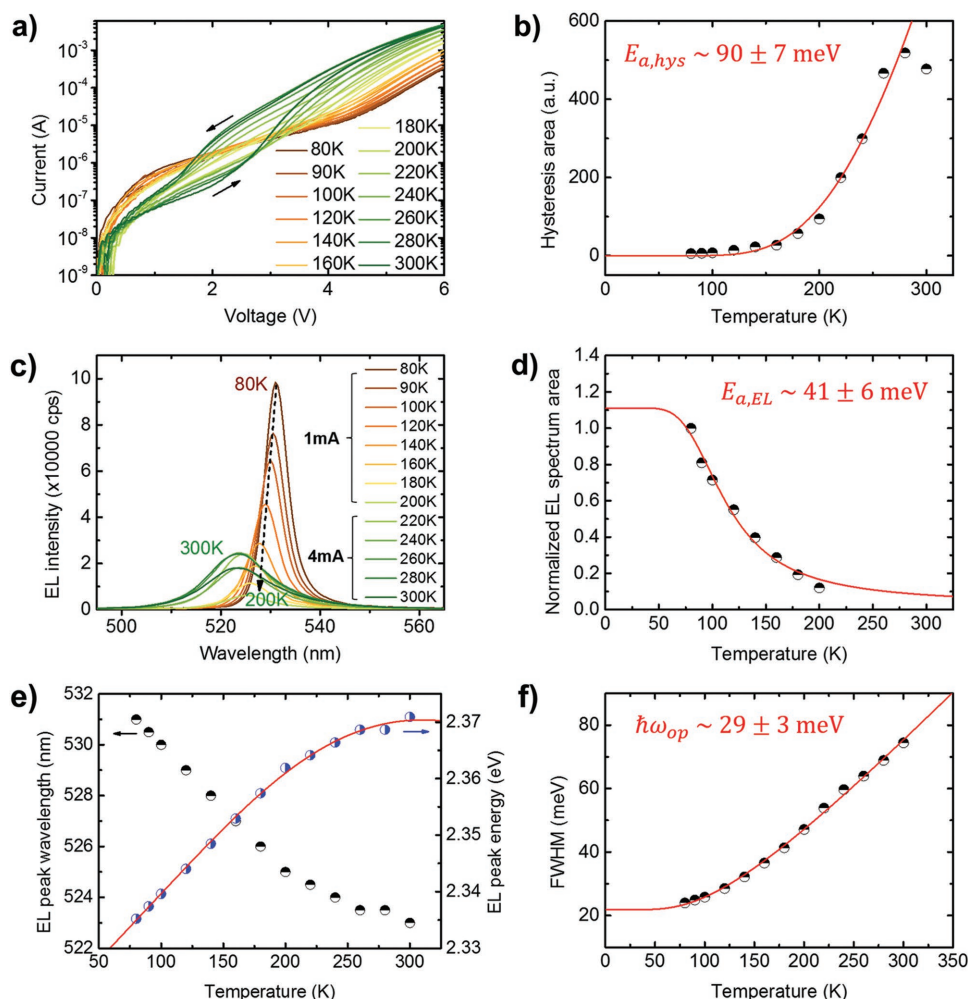 a)
Current (A)
10⁻³
10⁻⁴
10⁻⁵
10⁻⁶
10⁻⁷
10⁻⁸
10⁻⁹
80K
90K
100K
120K
140K
160K
180K
200K
220K
240K
260K
280K
300K
0 2 4 6
Voltage (V)
b)
E_{a,hys} ~ 90 ± 7 meV
Hysteresis area (a.u.)
600
400
200
0
0 100 200 300
Temperature (K)
c)
EL intensity (x10000 cps)
10
8
6
4
2
0
80K
300K
200K
1mA
4mA
80K
90K
100K
120K
140K
160K
180K
200K
220K
240K
260K
280K
300K
500 520 540 560
Wavelength (nm)
d)
E_{a,EL} ~ 41 ± 6 meV
Normalized EL spectrum area
1.4
1.2
1.0
0.8
0.6
0.4
0.2
0.0
0 50 100 150 200 250 300
Temperature (K)
e)
EL peak wavelength (nm)
532
530
528
526
524
522
2.37
2.36
2.35
2.34
2.33
EL peak energy (eV)
50 100 150 200 250 300
Temperature (K)
f)
ℏω_{op} ~ 29 ± 3 meV
FWHM (meV)
80
60
40
20
0 50 100 150 200 250 300 350
Temperature (K)